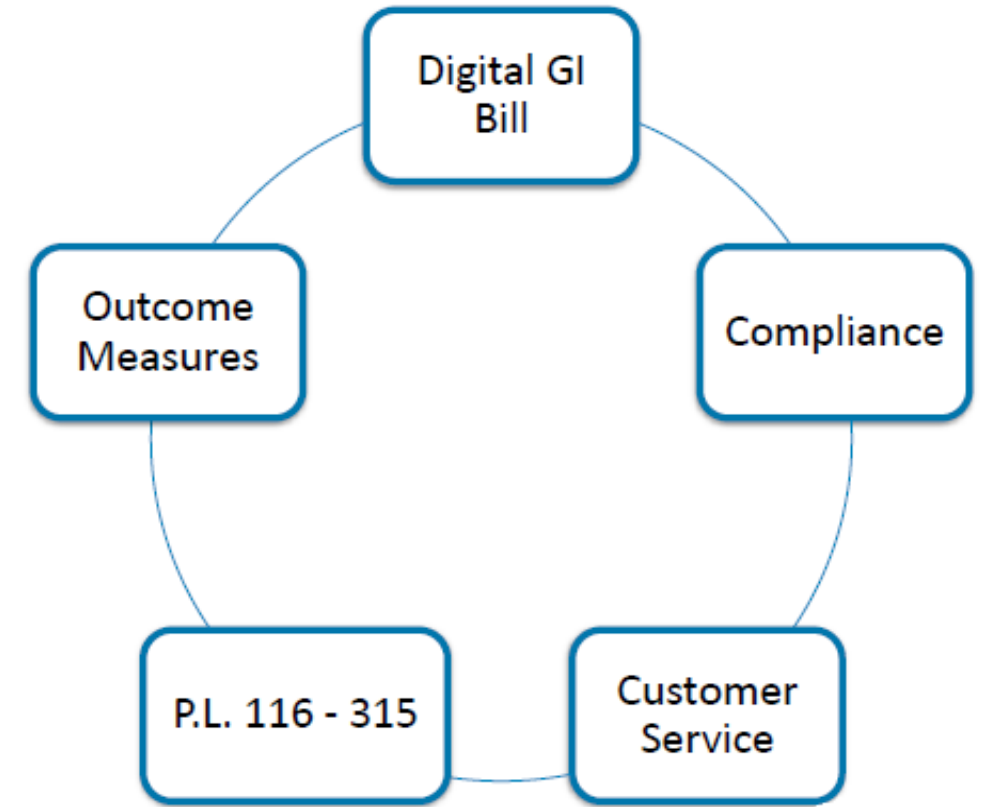 Digital GI
Bill
Outcome
Measures
Compliance
P.L. 116 - 315
Customer
Service